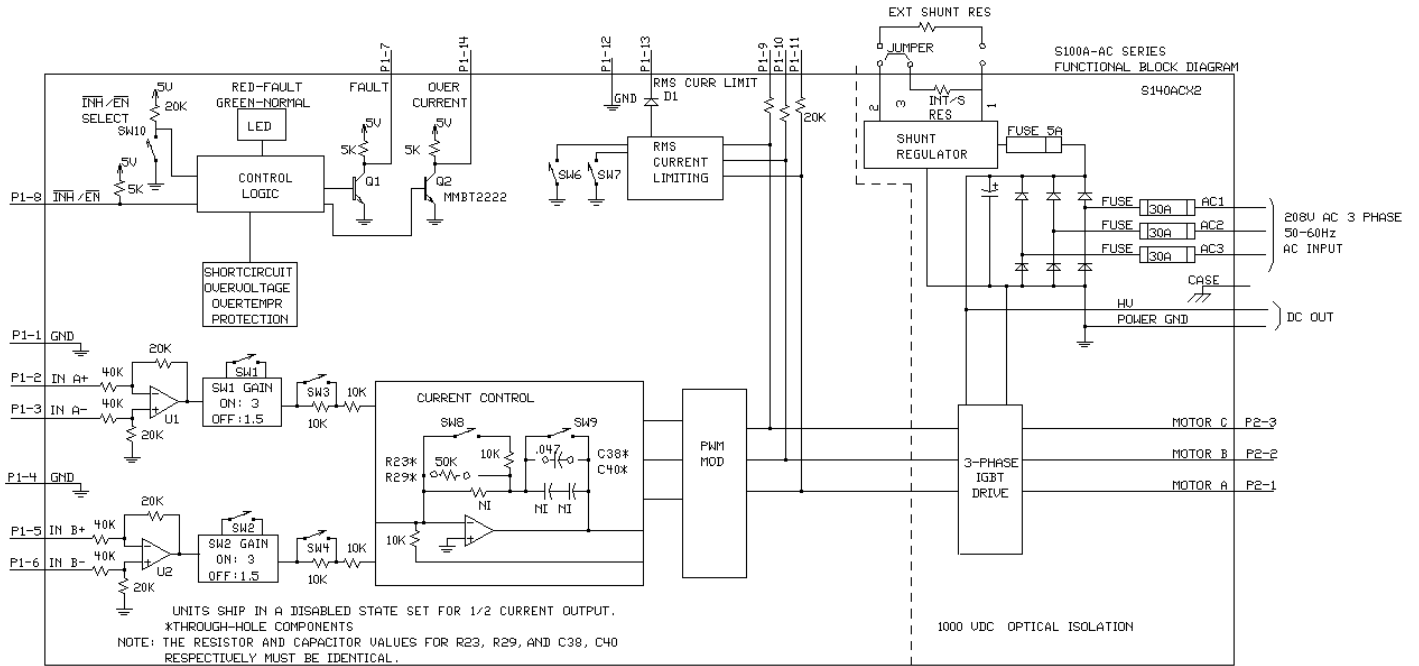 EXT SHUNT RES
S100A-AC SERIES
FUNCTIONAL BLOCK DIAGRAM
S140ACX2
P1-7
P1-14
P1-12
P1-13
P1-9
P1-10
P1-11
JUMPER
INT/S
RES
2
3
1
INH/EN
SELECT
SW10
5V
20K
5V
5K
RED-FAULT
GREEN-NORMAL
LED
FAULT
5V
5K
Q1
OVER
CURRENT
5V
5K
Q2
MMBT2222
GND
RMS CURR LIMIT
D1
20K
P1-8 INH/EN
CONTROL
LOGIC
SHORTCIRCUIT
OVERVOLTAGE
OVERTEMPR
PROTECTION
SW6
SW7
RMS
CURRENT
LIMITING
SHUNT
REGULATOR
FUSE 5A
+
FUSE 30A AC1
FUSE 30A AC2
FUSE 30A AC3
208V AC 3 PHASE
50-60Hz
AC INPUT
CASE
HV
POWER GND
DC OUT
P1-1 GND
P1-2 IN A+ 40K
P1-3 IN A- 40K
20K
20K
-
+
U1
SW1
SW1 GAIN
ON: 3
OFF:1.5
SW3
10K
10K
P1-4 GND
P1-5 IN B+ 40K
P1-6 IN B- 40K
20K
20K
-
+
U2
SW2
SW2 GAIN
ON: 3
OFF:1.5
SW4
10K
10K
CURRENT CONTROL
SW8
SW9
R23*
R29*
50K
10K
.047
C38*
C40*
NI
NI NI
10K
-
+
PWM
MOD
3-PHASE
IGBT
DRIVE
MOTOR C P2-3
MOTOR B P2-2
MOTOR A P2-1
UNITS SHIP IN A DISABLED STATE SET FOR 1/2 CURRENT OUTPUT.
*THROUGH-HOLE COMPONENTS
NOTE: THE RESISTOR AND CAPACITOR VALUES FOR R23, R29, AND C38, C40
RESPECTIVELY MUST BE IDENTICAL.
1000 VDC OPTICAL ISOLATION